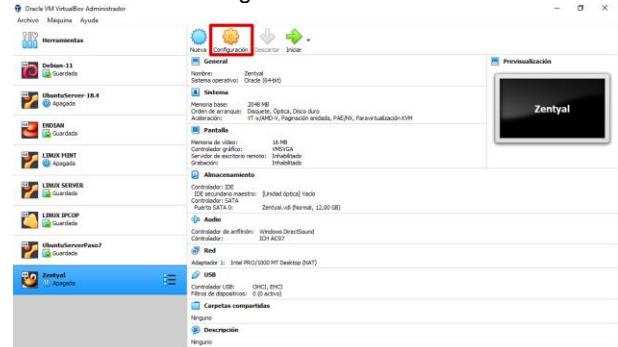 Oracle VM VirtualBox Administrador
Archivo Máquina Ayuda
Herramientas
Nueva Configuración Descartar Iniciar
Debian-11
Guardada
UbuntuServer-18.4
Apagada
ENDIAN
Guardada
LINUX MINT
Apagada
LINUX SERVER
Guardada
LINUX IPCOP
Guardada
UbuntuServerPaso7
Guardada
Zentyal
Apagada
General
Nombre: Zentyal
Sistema operativo: Oracle (64-bit)
Sistema
Memoria base: 2048 MB
Orden de arranque: Disquete, Óptica, Disco duro
Aceleración: VT-x/AMD-V, Paginación anidada, PAE/NX, Paravirtualización KVM
Pantalla
Memoria de vídeo: 16 MB
Controlador gráfico: VMSVGA
Servidor de escritorio remoto: Inhabilitado
Grabación: Inhabilitado
Almacenamiento
Controlador: IDE
IDE secundario maestro: [Unidad óptica] Vacío
Controlador: SATA
Puerto SATA 0: Zentyal.vdi (Normal, 12,00 GB)
Audio
Controlador de anfitrión: Windows DirectSound
Controlador: ICH AC97
Red
Adaptador 1: Intel PRO/1000 MT Desktop (NAT)
USB
Controlador USB: OHCI, EHCI
Filtros de dispositivos: 0 (0 activo)
Carpetas compartidas
Ninguno
Descripción
Ninguno
Previsualización
Zentyal